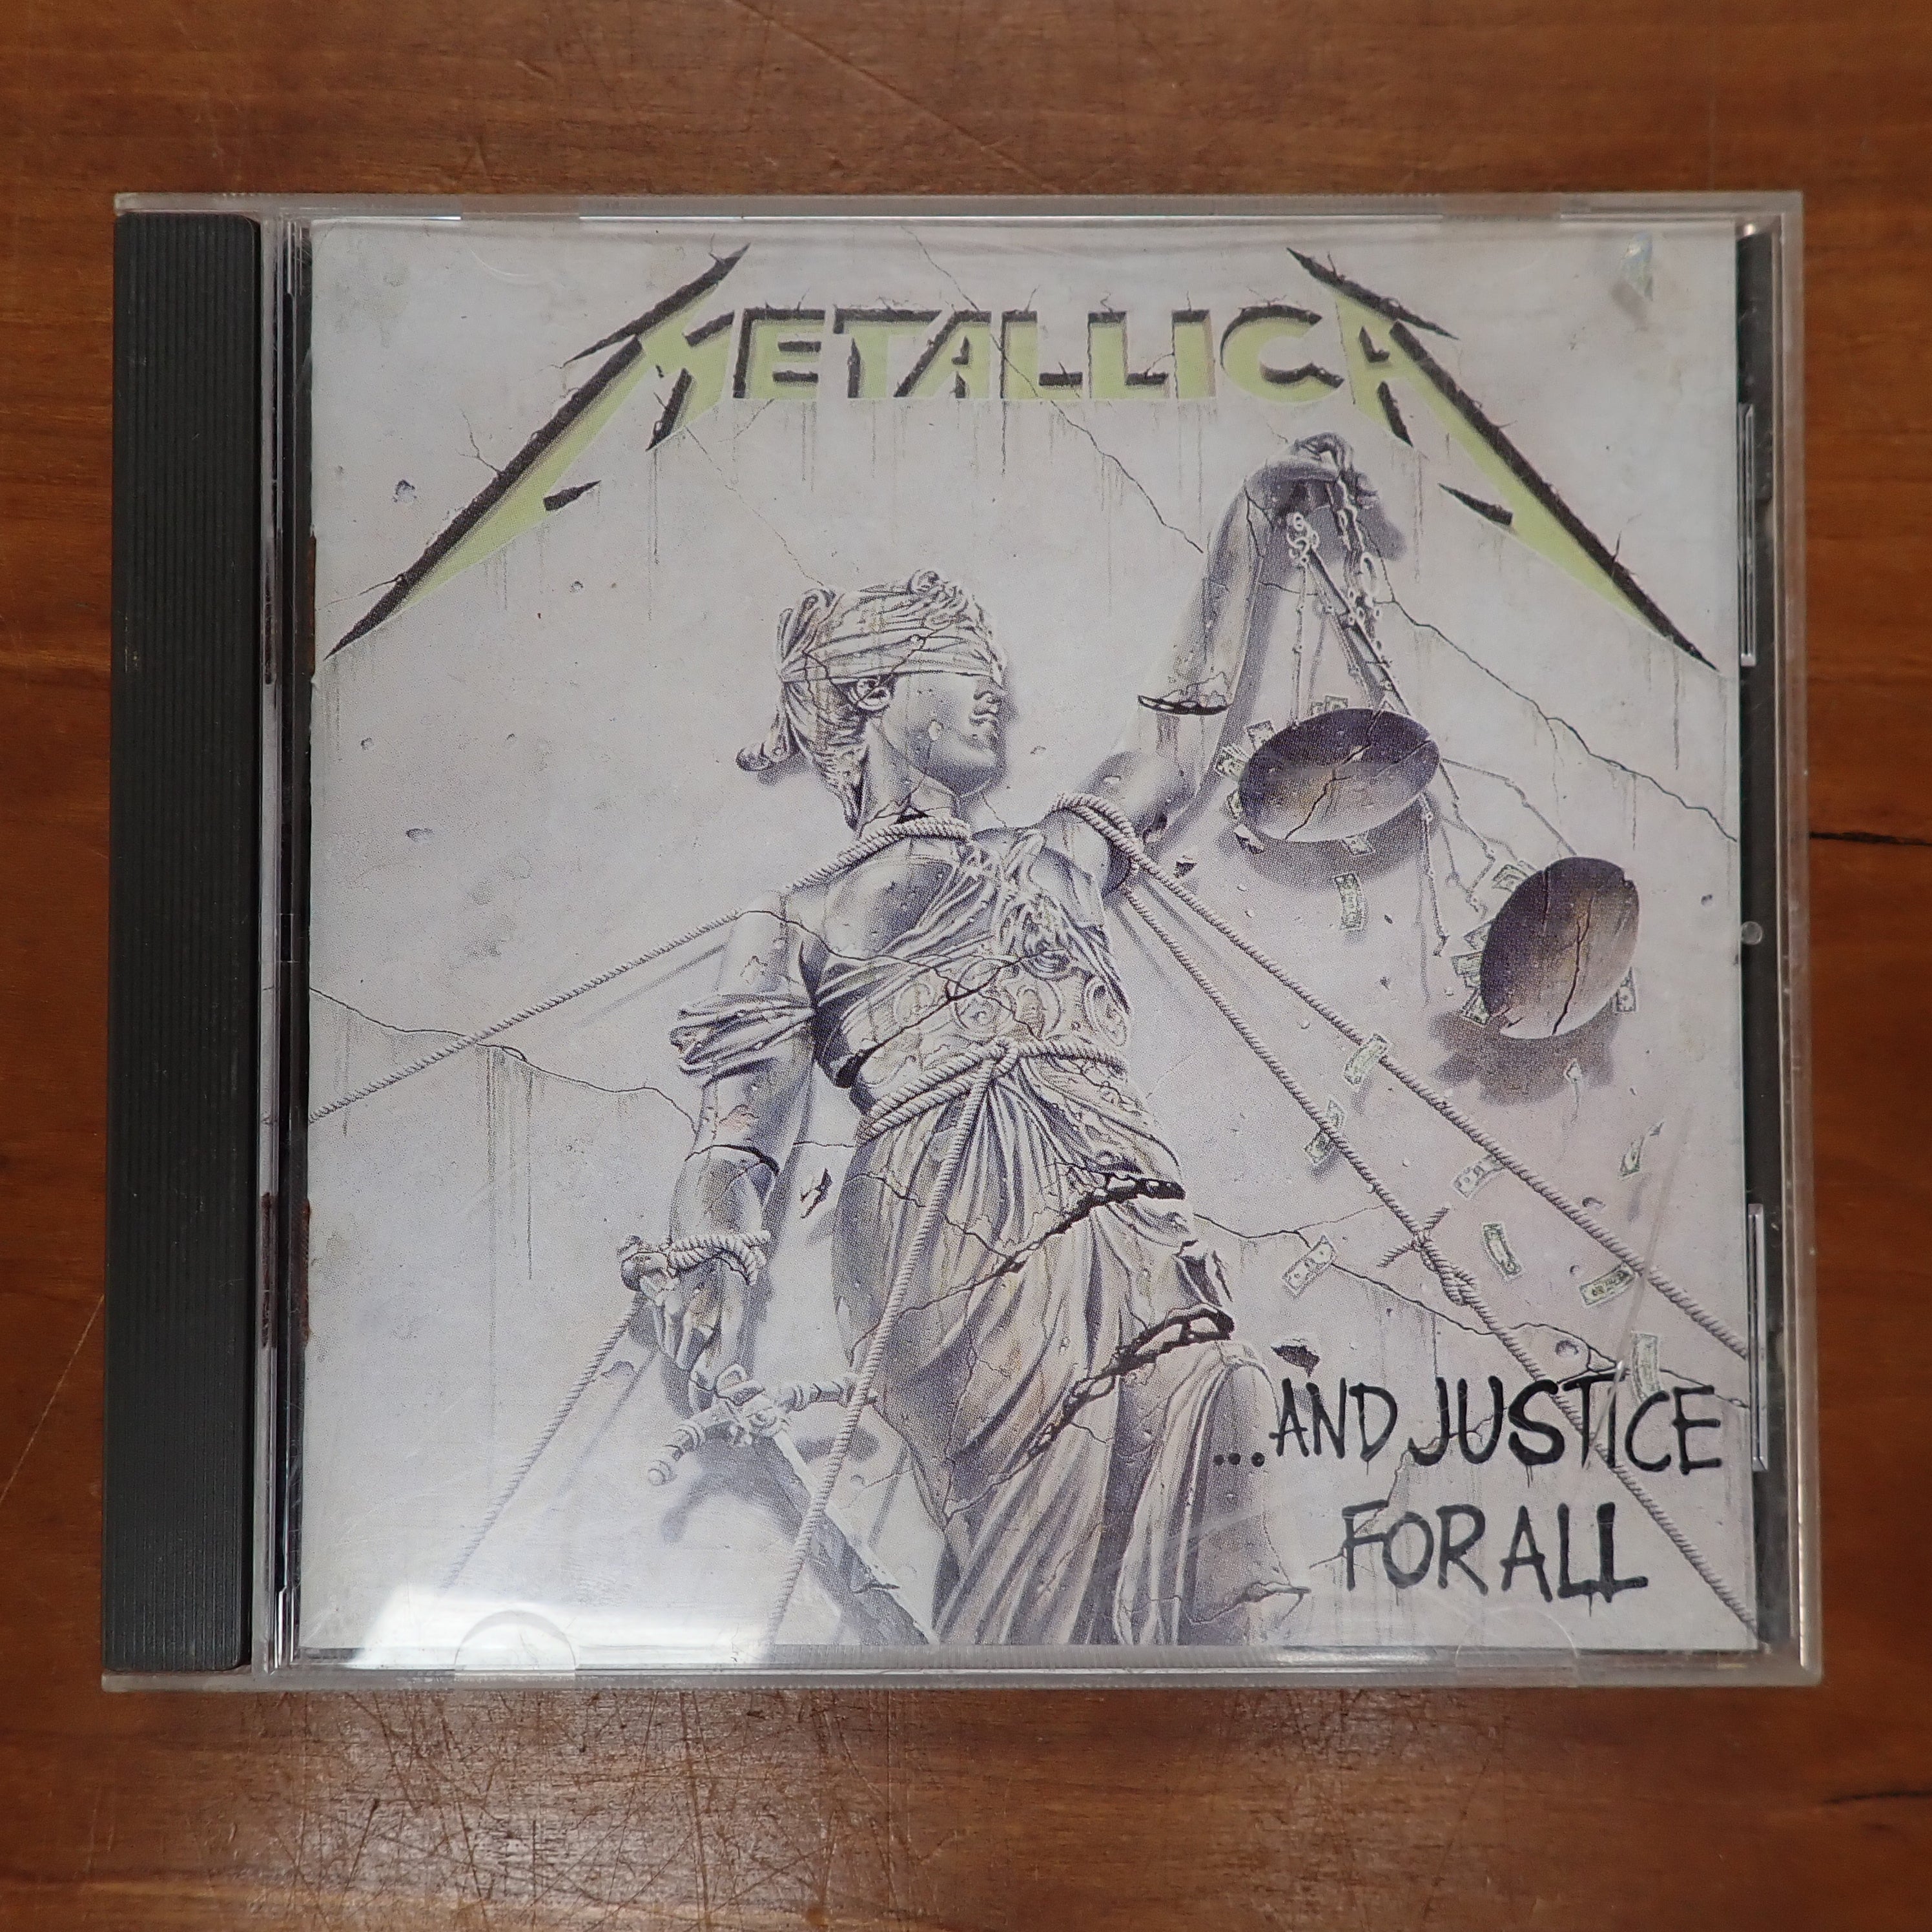 METALLICA
...AND JUSTICE
FOR ALL